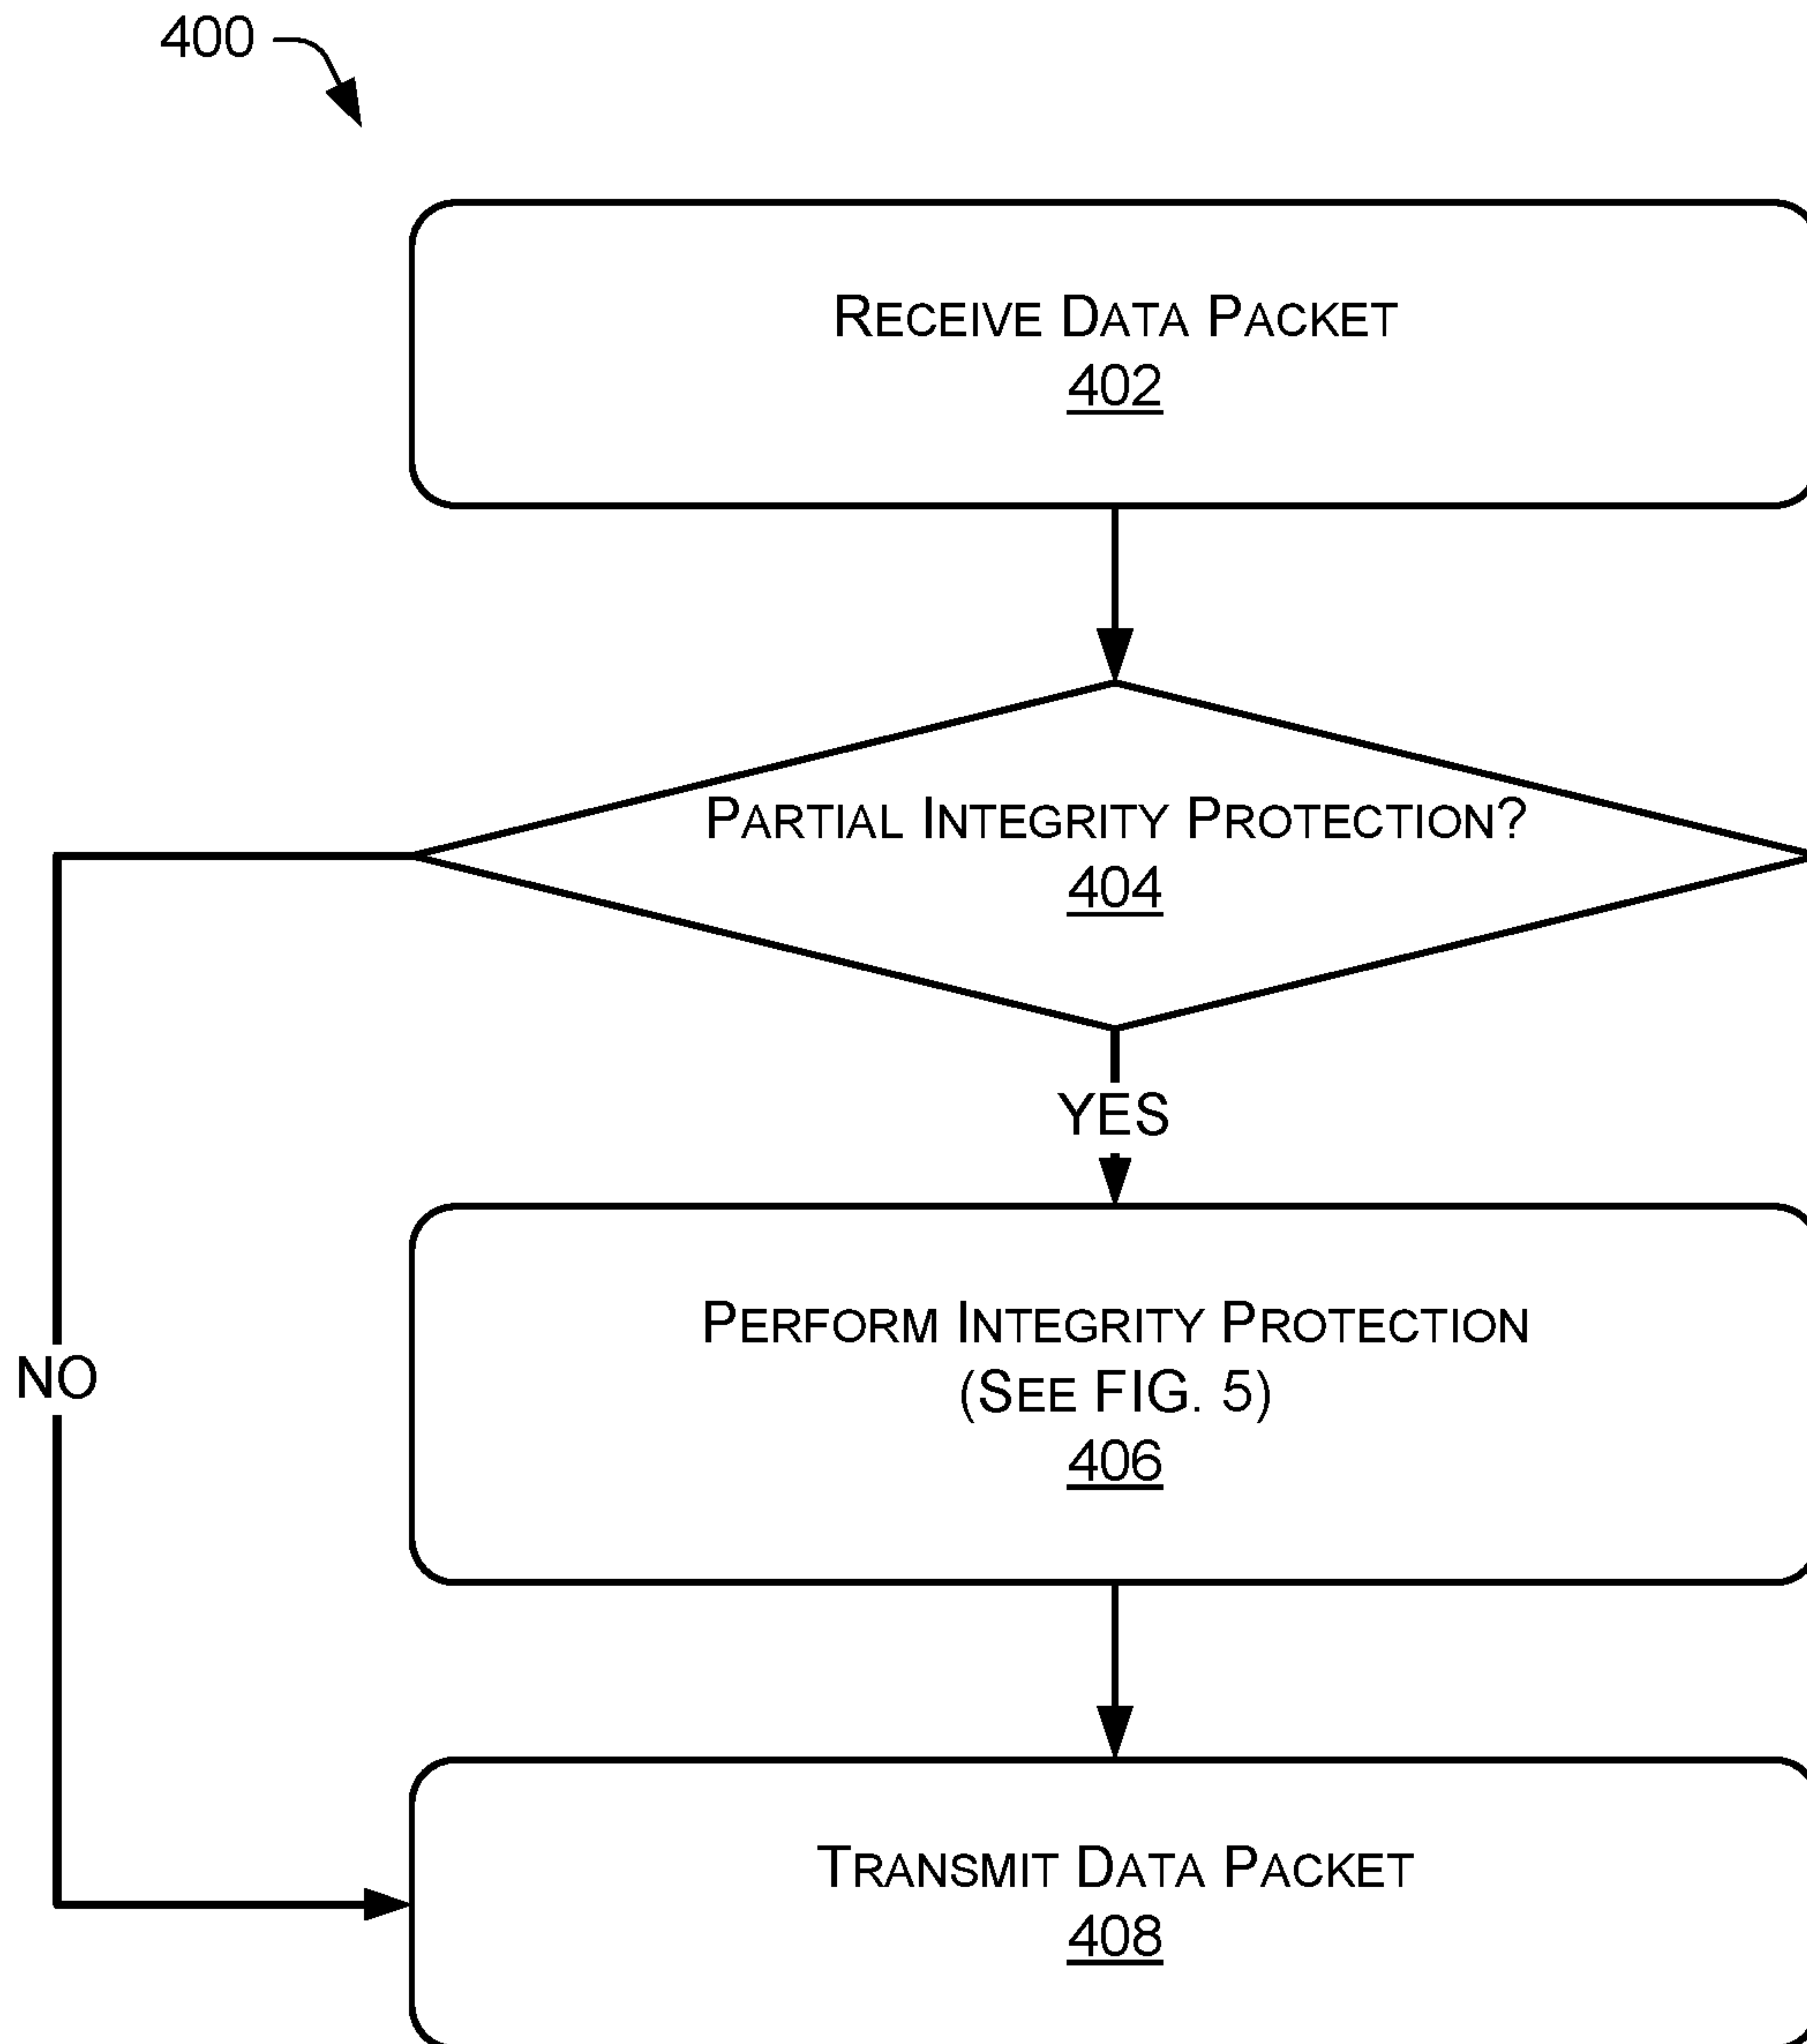 400
RECEIVE DATA PACKET
402
PARTIAL INTEGRITY PROTECTION?
404
YES
PERFORM INTEGRITY PROTECTION
NO
(SEE FIG. 5)
406
TRANSMIT DATA PACKET
408